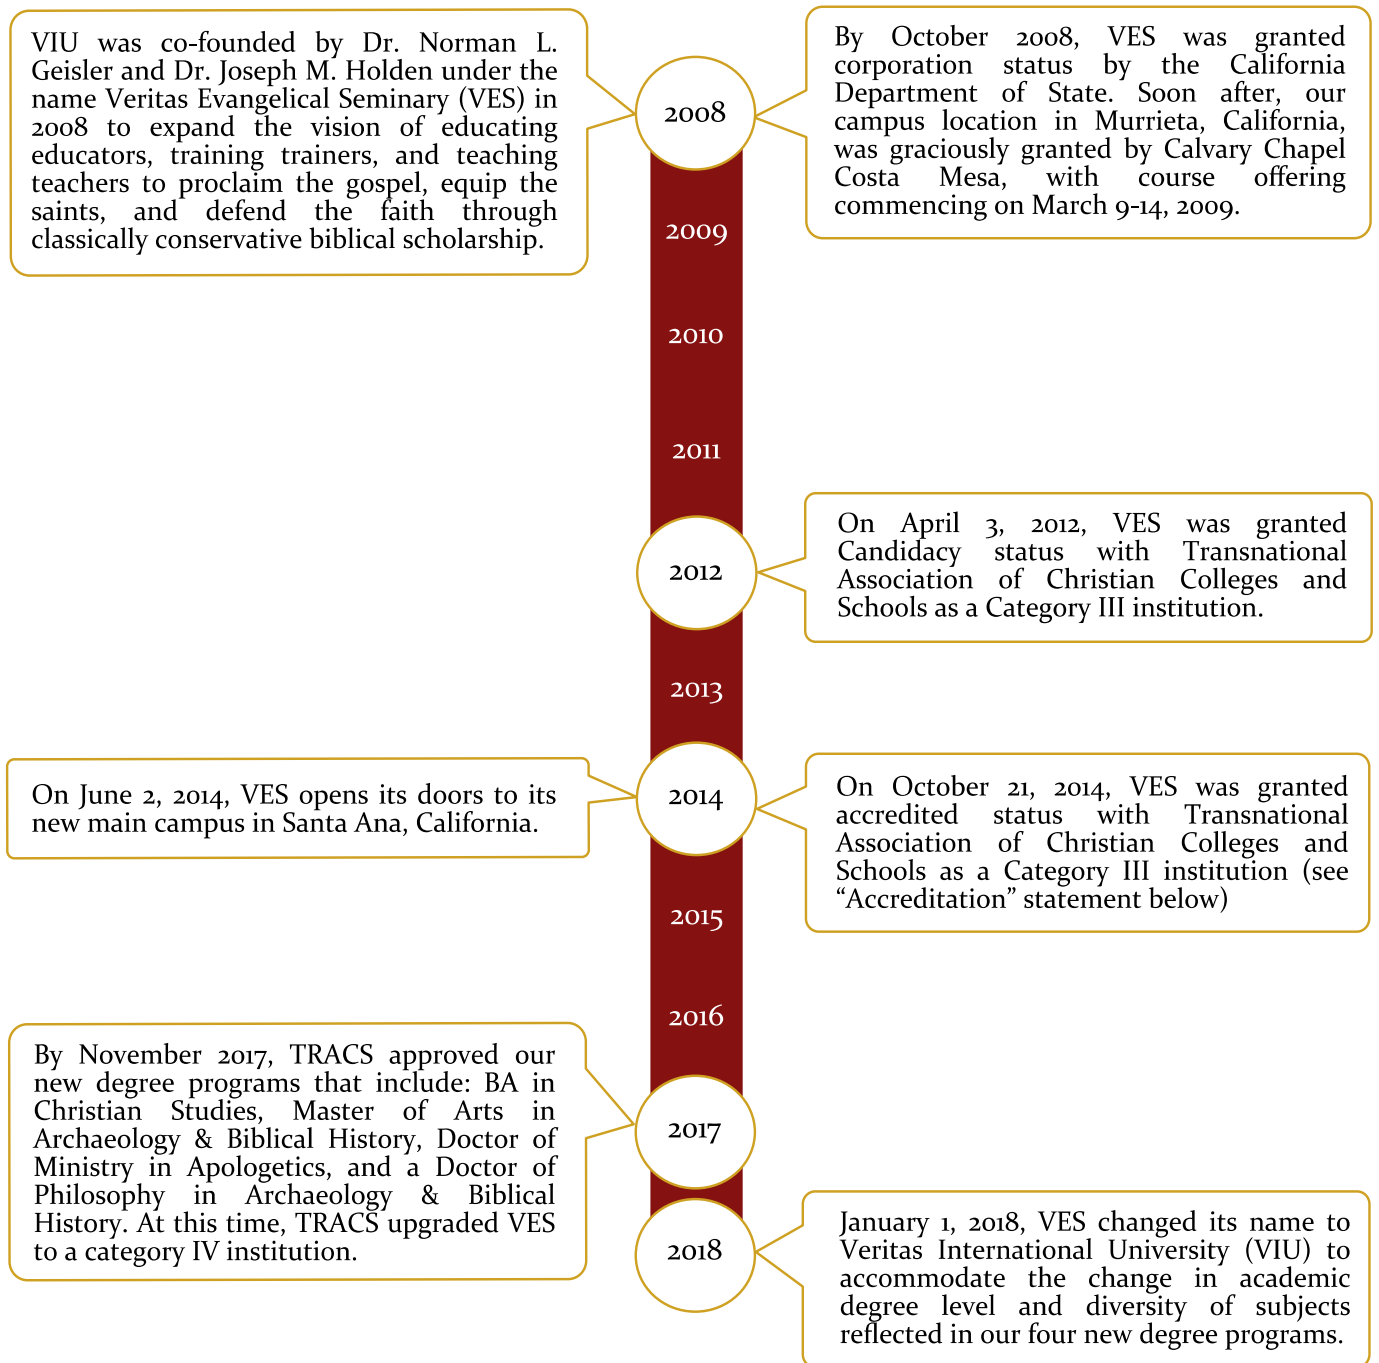 VIU was co-founded by Dr. Norman L.
Geisler and Dr. Joseph M. Holden under the
name Veritas Evangelical Seminary (VES) in
2008 to expand the vision of educating
educators, training trainers, and teaching
teachers to proclaim the gospel, equip the
saints, and defend the faith through
classically conservative biblical scholarship.
2008
By October 2008, VES was granted
corporation status by the California
Department of State. Soon after, our
campus location in Murrieta, California,
was graciously granted by Calvary Chapel
Costa Mesa, with course offering
commencing on March 9-14, 2009.
2009
2010
2011
2012
On April 3, 2012, VES was granted
Candidacy status with Transnational
Association of Christian Colleges and
Schools as a Category III institution.
2013
On June 2, 2014, VES opens its doors to its
new main campus in Santa Ana, California.
2014
On October 21, 2014, VES was granted
accredited status with Transnational
Association of Christian Colleges and
Schools as a Category III institution (see
“Accreditation” statement below)
2015
2016
By November 2017, TRACS approved our
new degree programs that include: BA in
Christian Studies, Master of Arts in
Archaeology & Biblical History, Doctor of
Ministry in Apologetics, and a Doctor of
Philosophy in Archaeology & Biblical
History. At this time, TRACS upgraded VES
to a category IV institution.
2017
2018
January 1, 2018, VES changed its name to
Veritas International University (VIU) to
accommodate the change in academic
degree level and diversity of subjects
reflected in our four new degree programs.